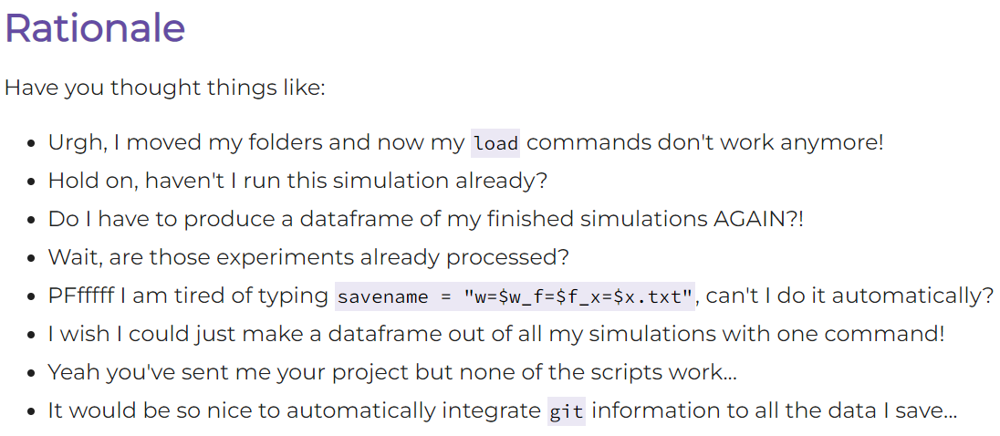 Rationale
Have you thought things like:
• Urgh, I moved my folders and now my load commands don't work anymore!
• Hold on, haven't I run this simulation already?
• Do I have to produce a dataframe of my finished simulations AGAIN?!
• Wait, are those experiments already processed?
• PFfffff I am tired of typing savename = "w=$w_f=$f_x=$x.txt", can't I do it automatically?
• I wish I could just make a dataframe out of all my simulations with one command!
• Yeah you've sent me your project but none of the scripts work...
• It would be so nice to automatically integrate git information to all the data I save...